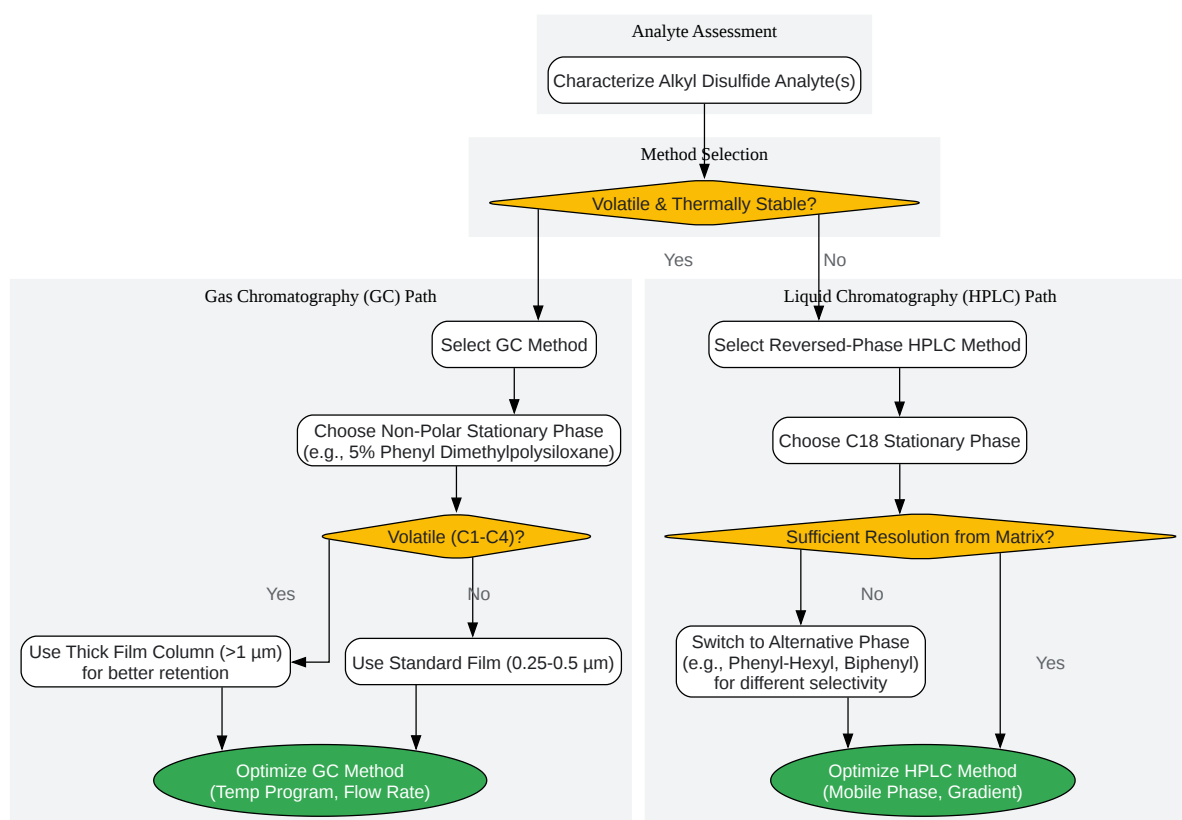 Analyte Assessment
Characterize Alkyl Disulfide Analyte(s)
Method Selection
Volatile & Thermally Stable?
Yes
No
Gas Chromatography (GC) Path
Select GC Method
Choose Non-Polar Stationary Phase
(e.g., 5% Phenyl Dimethylpolysiloxane)
Volatile (C1-C4)?
Yes
No
Use Thick Film Column (>1 µm)
for better retention
Use Standard Film (0.25-0.5 µm)
Optimize GC Method
(Temp Program, Flow Rate)
Liquid Chromatography (HPLC) Path
Select Reversed-Phase HPLC Method
Choose C18 Stationary Phase
Sufficient Resolution from Matrix?
No
Yes
Switch to Alternative Phase
(e.g., Phenyl-Hexyl, Biphenyl)
for different selectivity
Optimize HPLC Method
(Mobile Phase, Gradient)